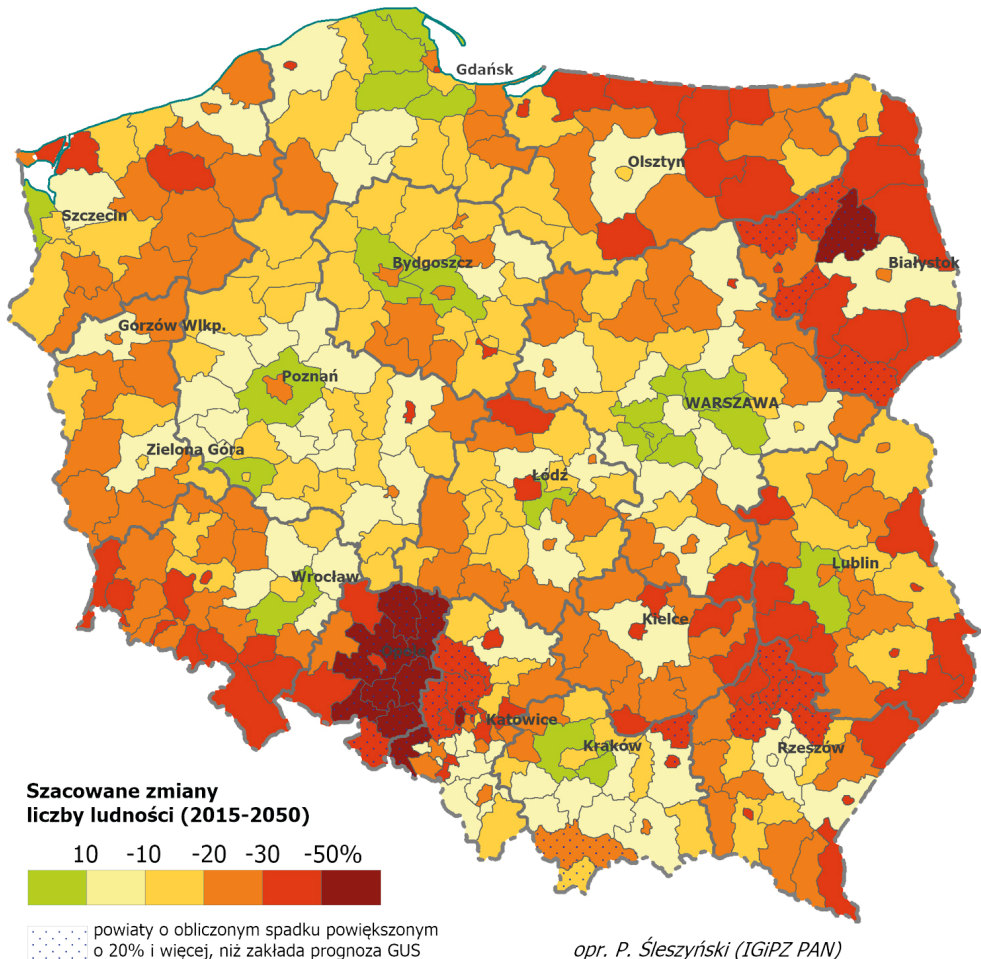 Gdańsk
Olsztyn
Szczecin
Bydgoszcz
Białystok
Gorzów Wlkp.
Poznań
WARSZAWA
Zielona Góra
Łódź
Wrocław
Lublin
Kielce
Opole
Katowice
Kraków
Rzeszów
Szacowane zmiany
liczby ludności (2015-2050)
10 -10 -20 -30 -50%
powiaty o obliczonym spadku powiększonym
o 20% i więcej, niż zakłada prognoza GUS
opr. P. Śleszyński (IGiPZ PAN)